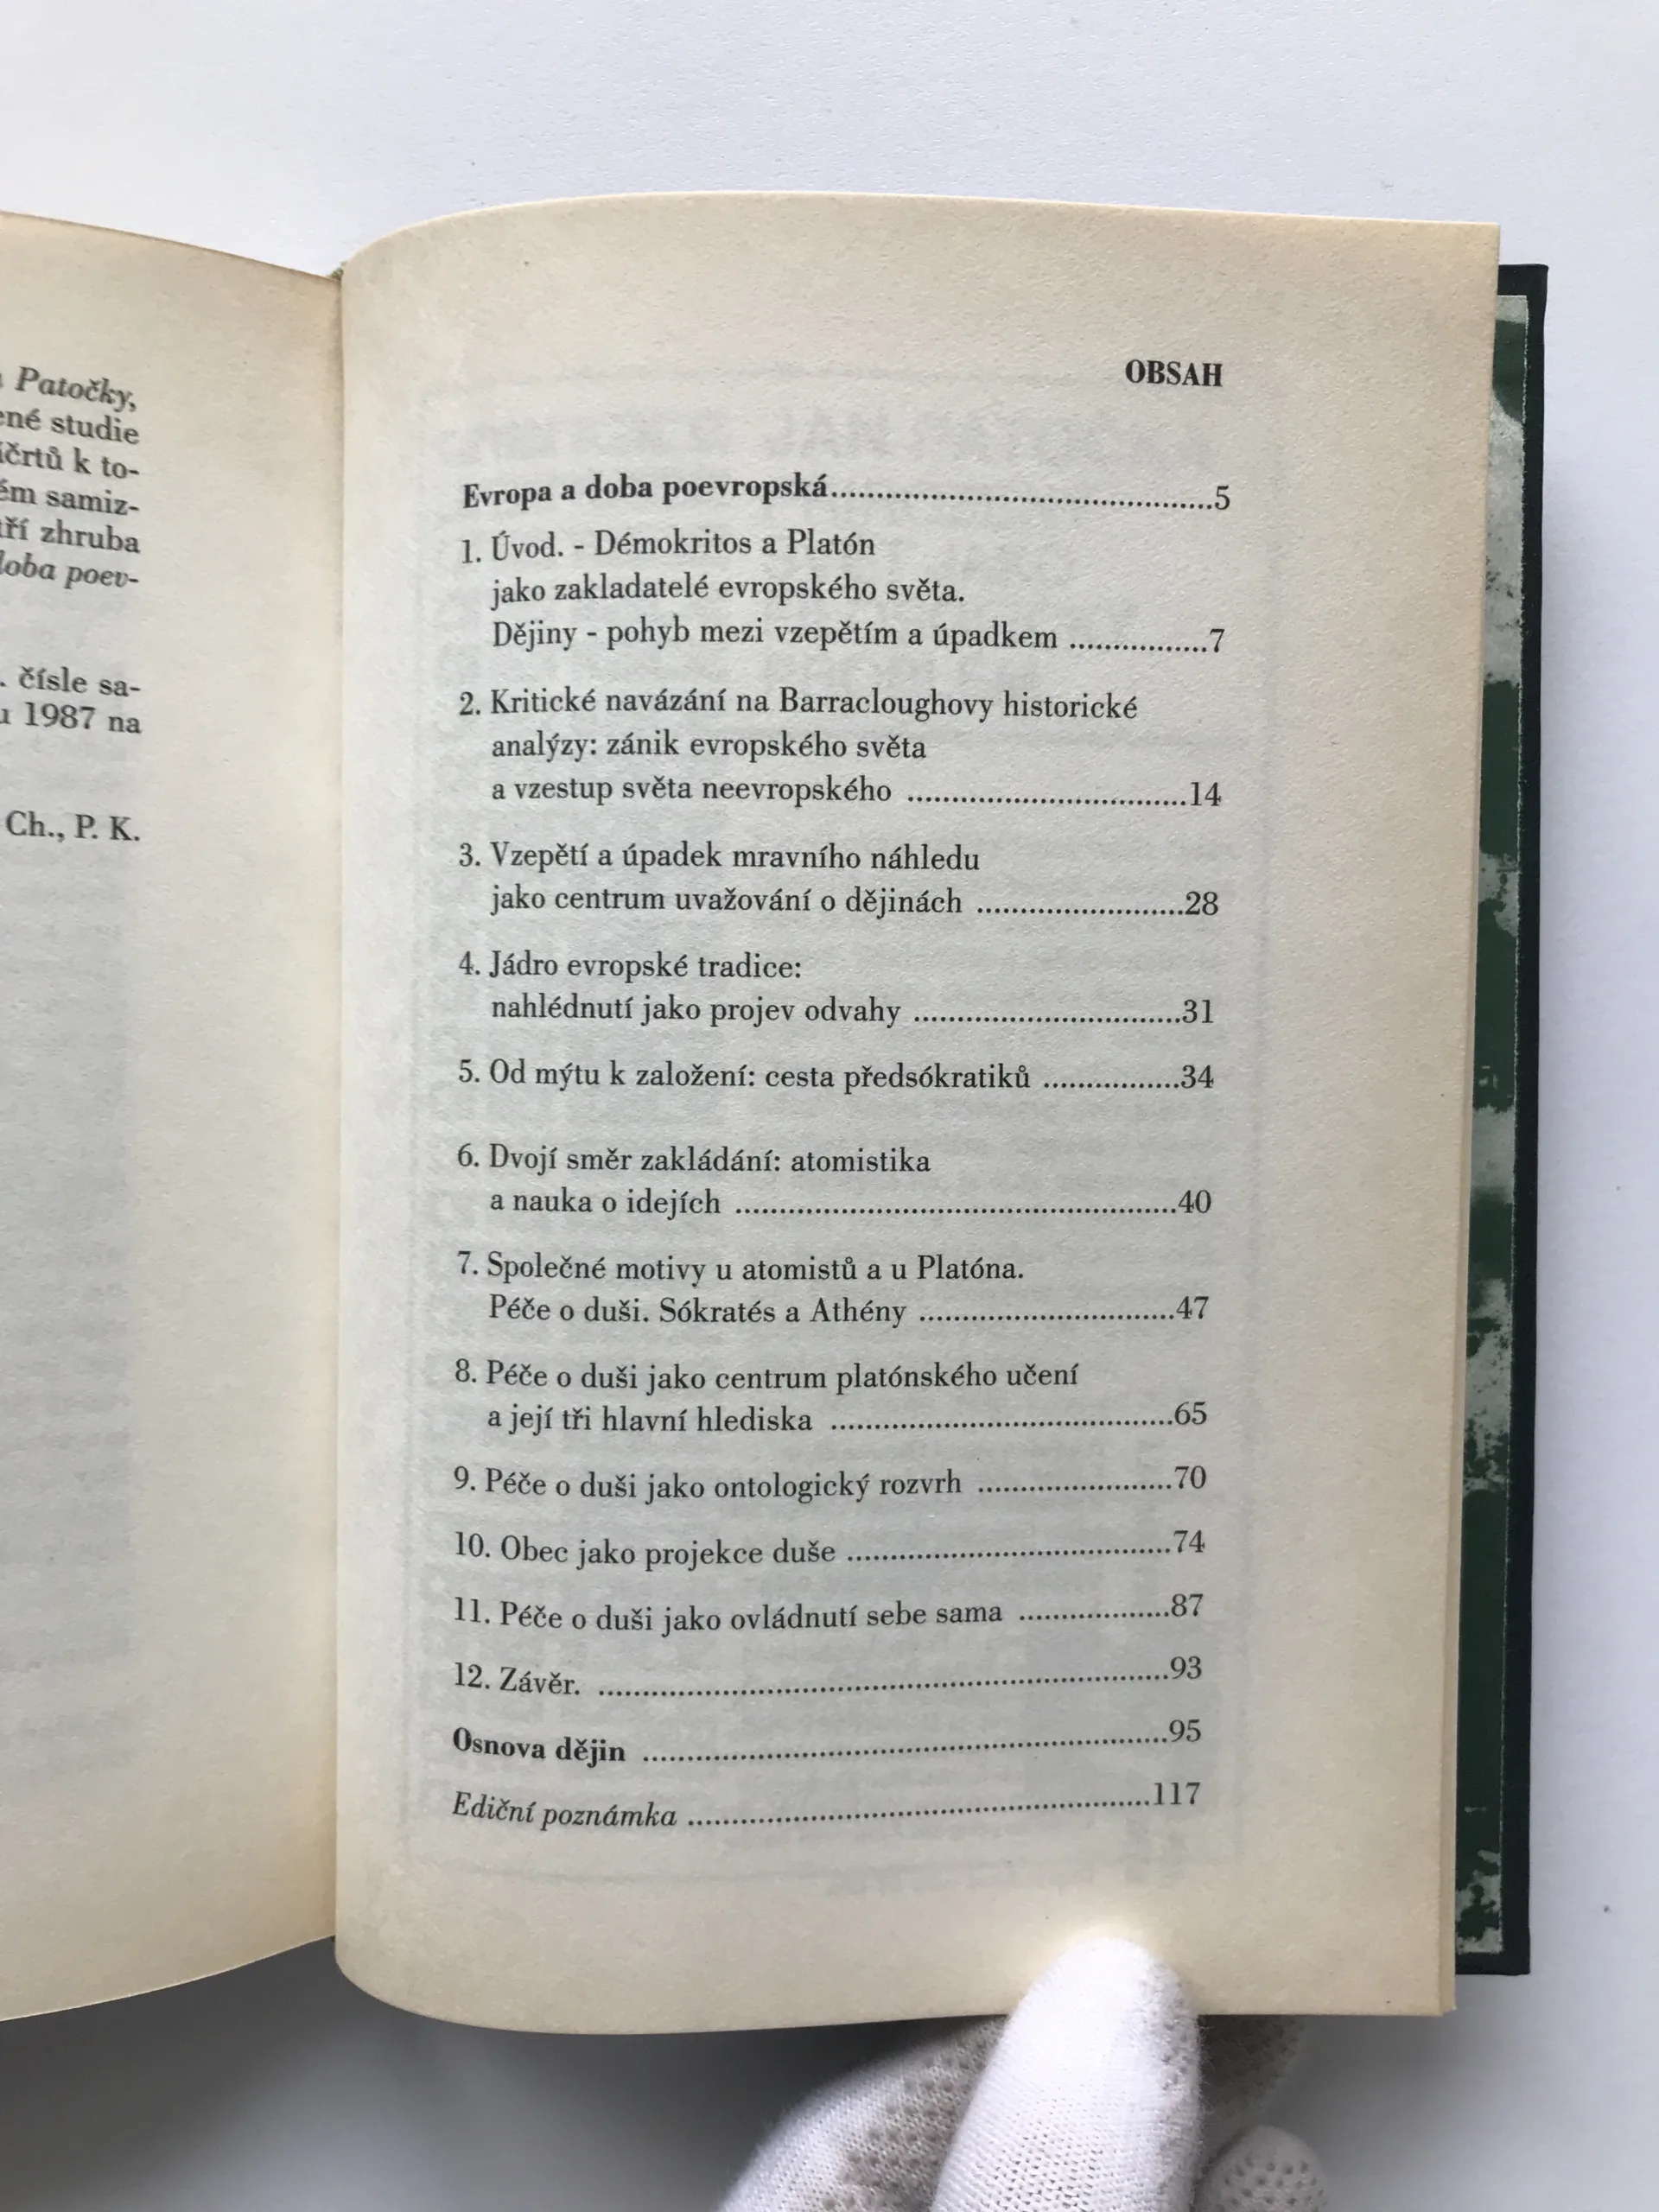 Patočky,
studie
k to-
samiz-
zhruba
poev-
čísle sa-
1987 na
Ch., P. K.
OBSAH
Evropa a doba poevropská..........................................5
1. Úvod. - Démokritos a Platón
jako zakladatelé evropského světa.
Dějiny - pohyb mezi vzepětím a úpadkem ................7
2. Kritické navázání na Barracloughovy historické
analýzy: zánik evropského světa
a vzestup světa neevropského ................................14
3. Vzepětí a úpadek mravního náhledu
jako centrum uvažování o dějinách ........................28
4. Jádro evropské tradice:
nahlédnutí jako projev odvahy ..............................31
5. Od mýtu k založení: cesta předsókratiků ................34
6. Dvojí směr zakládání: atomistika
a nauka o idejích ..................................................40
7. Společné motivy u atomistů a u Platóna.
Péče o duši. Sókratés a Athény .............................47
8. Péče o duši jako centrum platónského učení
a její tři hlavní hlediska .......................................65
9. Péče o duši jako ontologický rozvrh ......................70
10. Obec jako projekce duše ....................................74
11. Péče o duši jako ovládnutí sebe sama .................87
12. Závěr. ................................................................93
Osnova dějin ...........................................................95
Ediční poznámka ....................................................117